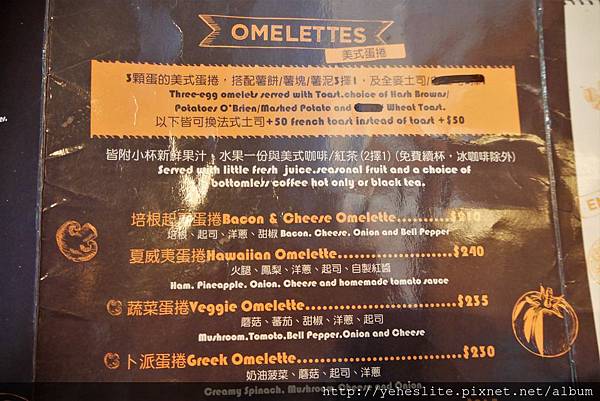 OMELETTES
美式蛋捲
3顆蛋的美式蛋捲，搭配薯餅/薯塊/薯泥3擇1，及全麥土司/
Three-egg omelets served with Toast.choice of Hash Browns/
Potatoes O'Brien/Mashed Potato and Wheat Toast.
以下皆可換法式土司+50 french toast instead of toast +$50
皆附小杯新鮮果汁、水果一份與美式咖啡/紅茶(2擇1) (免費續杯，冰咖啡除外)
Served with little fresh juice.seasonal fruit and a choice of
bottomless coffee hot only or black tea.
培根起司蛋捲Bacon & Cheese Omelette..........$210
培根、起司、洋蔥、甜椒 Bacon, Cheese, Onion and Bell Pepper
夏威夷蛋捲Hawaiian Omelette....................$240
火腿、鳳梨、洋蔥、起司、自製紅醬
Ham, Pineapple, Onion, Cheese and homemade tomato sauce
蔬菜蛋捲Veggie Omelette..........................$235
蘑菇、蕃茄、甜椒、洋蔥、起司
Mushroom,Tomato,Bell Pepper,Onion and Cheese
卜派蛋捲Greek Omelette............................$230
奶油菠菜、蘑菇、起司、洋蔥
Creamy Spinach, Mushroom, Cheese and Onion
http://yeheslite.pixnet.net/album